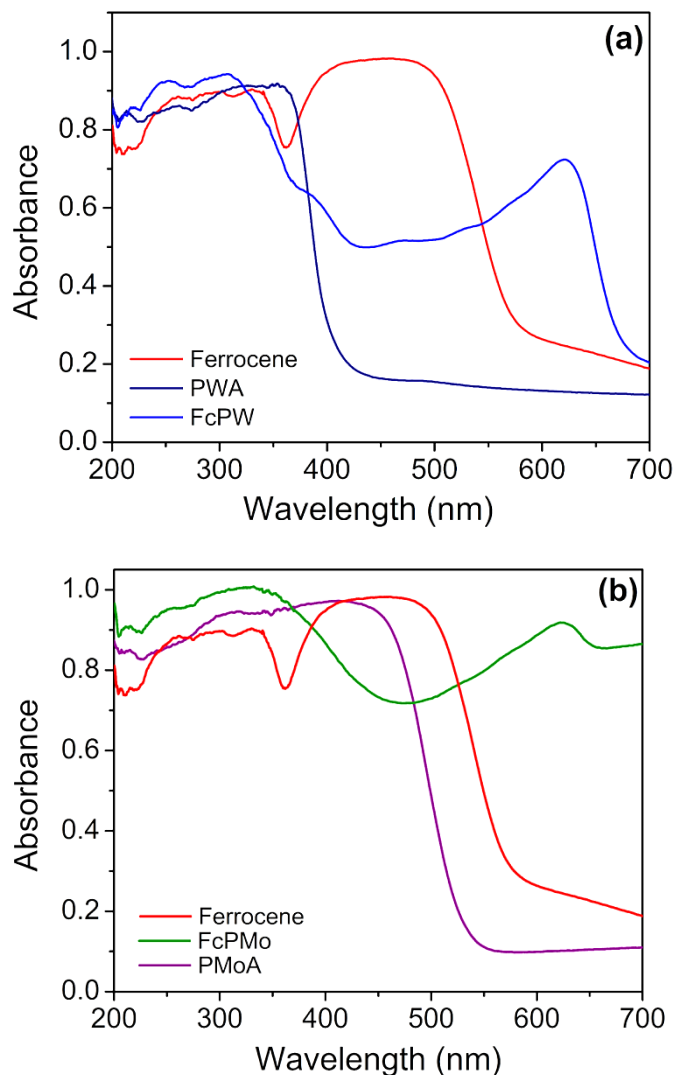 (a)
Absorbance
1.0
0.8
0.6
0.4
0.2
0.0
Ferrocene
PWA
FcPW
200 300 400 500 600 700
Wavelength (nm)
(b)
Absorbance
1.0
0.8
0.6
0.4
0.2
0.0
Ferrocene
FcPMo
PMoA
200 300 400 500 600 700
Wavelength (nm)